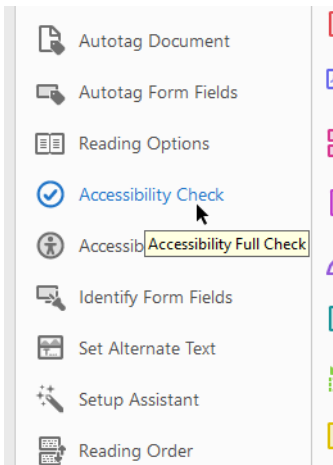 Autotag Document
Autotag Form Fields
Reading Options
Accessibility Check
Accessib
Accessibility Full Check
Identify Form Fields
Set Alternate Text
Setup Assistant
Reading Order